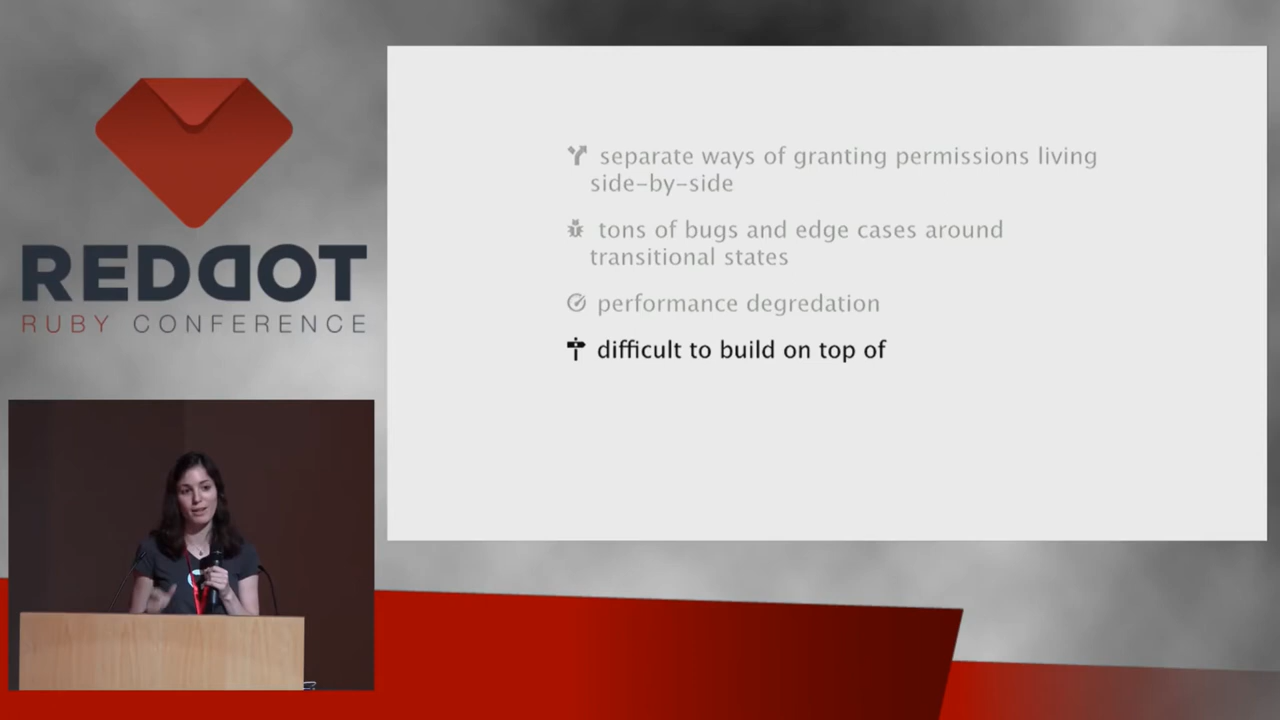 REDDOT
RUBY CONFERENCE
separate ways of granting permissions living
side-by-side
tons of bugs and edge cases around
transitional states
performance degredation
difficult to build on top of